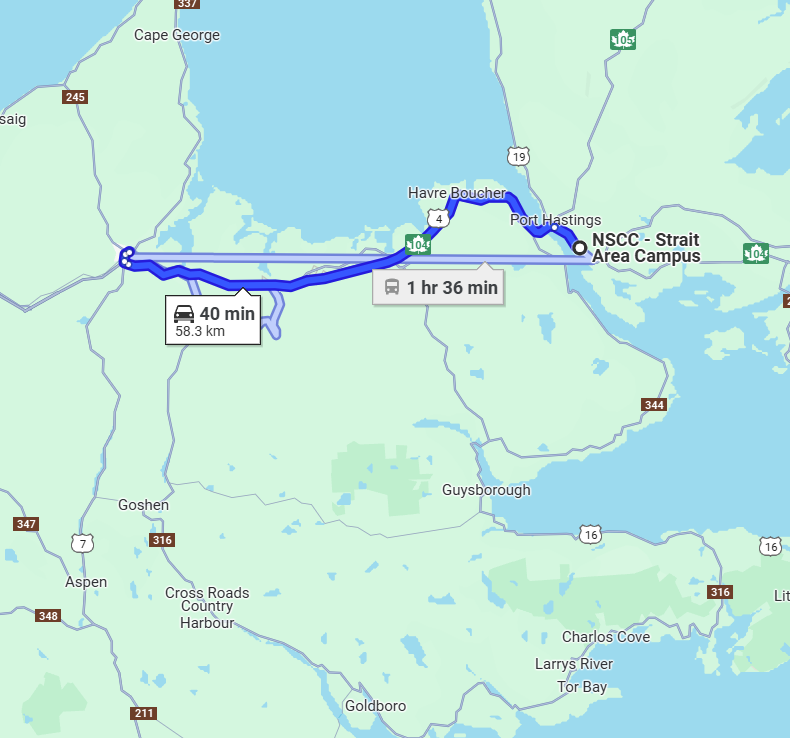 337
Cape George
105
245
saig
19
Havre Boucher
4
Port Hastings
104
NSCC - Strait
Area Campus
104
1 hr 36 min
40 min
58.3 km
2
344
Guysborough
Goshen
347
7
316
16
16
Aspen
Cross Roads
Country
Harbour
316
Lit
348
Charlos Cove
Larrys River
Tor Bay
Goldboro
211